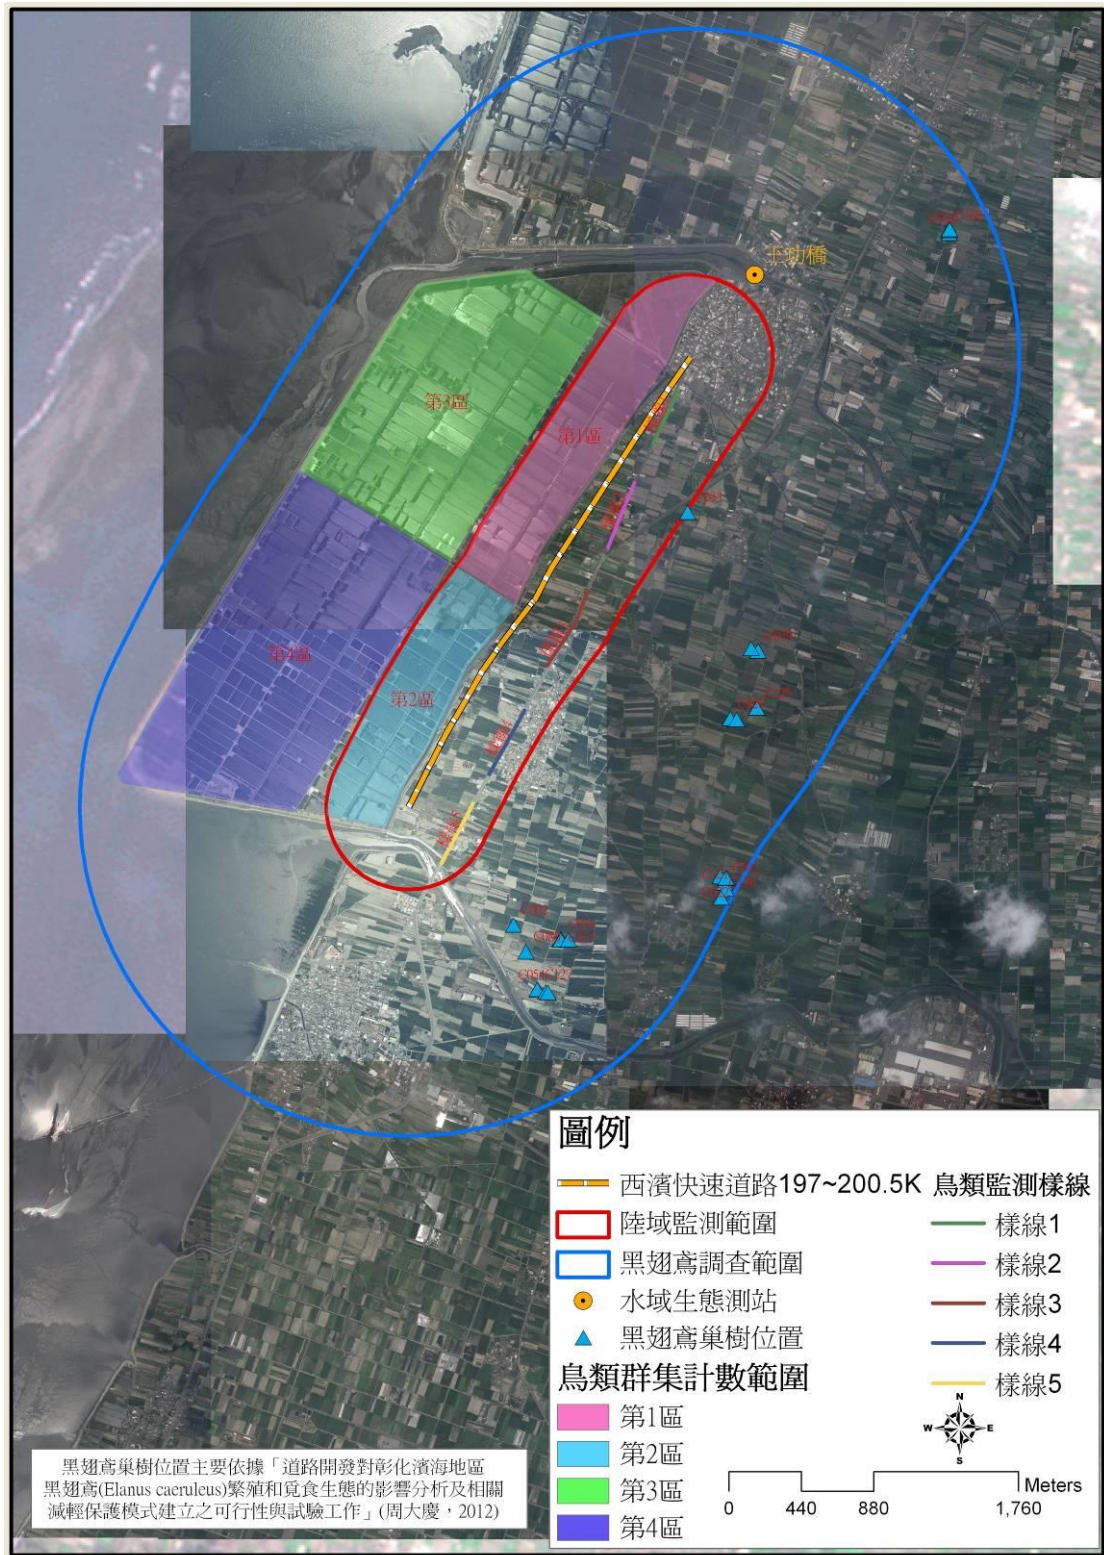 王功橋
第3區
第1區
第4區
第2區
圖例
西濱快速道路197~200.5K
陸域監測範圍
黑翅鳶調查範圍
水域生態測站
黑翅鳶巢樹位置
鳥類群集計數範圍
第1區
第2區
第3區
第4區
鳥類監測樣線
樣線1
樣線2
樣線3
樣線4
樣線5
N
W E
S
Meters
0 440 880 1,760
黑翅鳶巢樹位置主要依據「道路開發對彰化濱海地區
黑翅鳶(Elanus caeruleus)繁殖和覓食生態的影響分析及相關
減輕保護模式建立之可行性與試驗工作」(周大慶，2012)